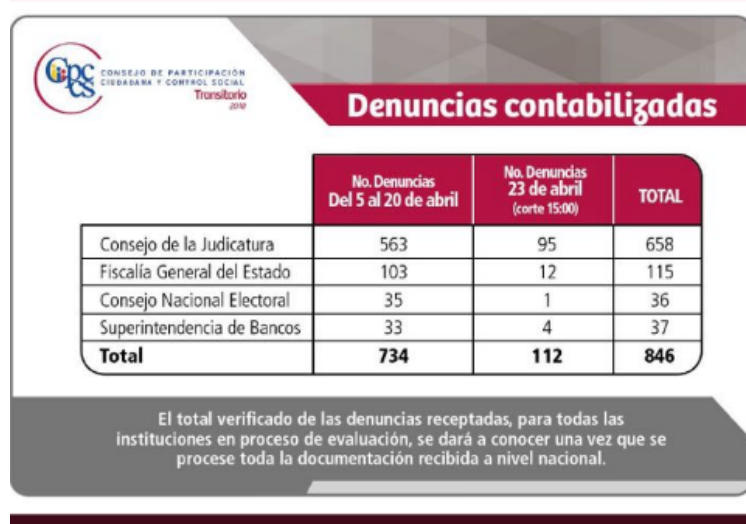 CPCCS
CONSEJO DE PARTICIPACIÓN
CIUDADANA Y CONTROL SOCIAL
Transitorio
2018
Denuncias contabilizadas
No. Denuncias
Del 5 al 20 de abril
No. Denuncias
23 de abril
(corte 15:00)
TOTAL
Consejo de la Judicatura 563 95 658
Fiscalía General del Estado 103 12 115
Consejo Nacional Electoral 35 1 36
Superintendencia de Bancos 33 4 37
Total 734 112 846
El total verificado de las denuncias receptadas, para todas las
instituciones en proceso de evaluación, se dará a conocer una vez que se
procese toda la documentación recibida a nivel nacional.